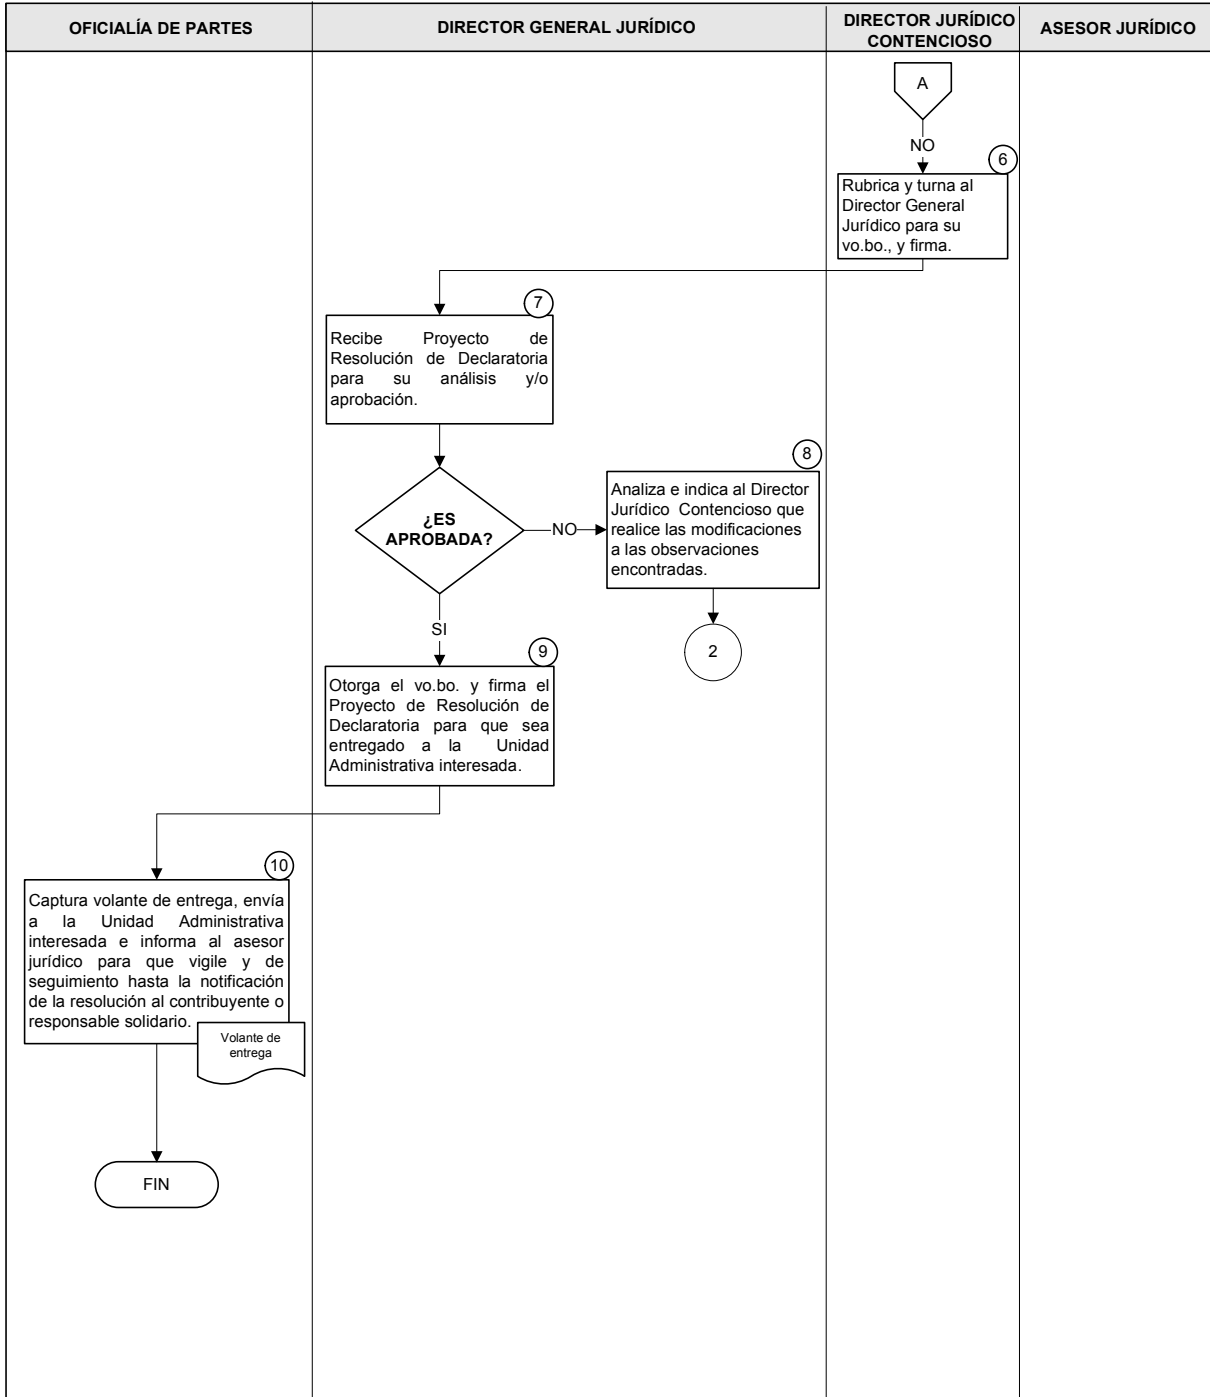 OFICIALÍA DE PARTES
DIRECTOR GENERAL JURÍDICO
DIRECTOR JURÍDICO
CONTENCIOSO
ASESOR JURÍDICO
A
NO
6
Rubrica y turna al
Director General
Jurídico para su
vo.bo., y firma.
7
Recibe Proyecto de
Resolución de Declaratoria
para su análisis y/o
aprobación.
8
¿ES
APROBADA?
NO
Analiza e indica al Director
Jurídico Contencioso que
realice las modificaciones
a las observaciones
encontradas.
SI
2
9
Otorga el vo.bo. y firma el
Proyecto de Resolución de
Declaratoria para que sea
entregado a la Unidad
Administrativa interesada.
10
Captura volante de entrega, envía
a la Unidad Administrativa
interesada e informa al asesor
jurídico para que vigile y de
seguimiento hasta la notificación
de la resolución al contribuyente o
responsable solidario.
Volante de
entrega
FIN